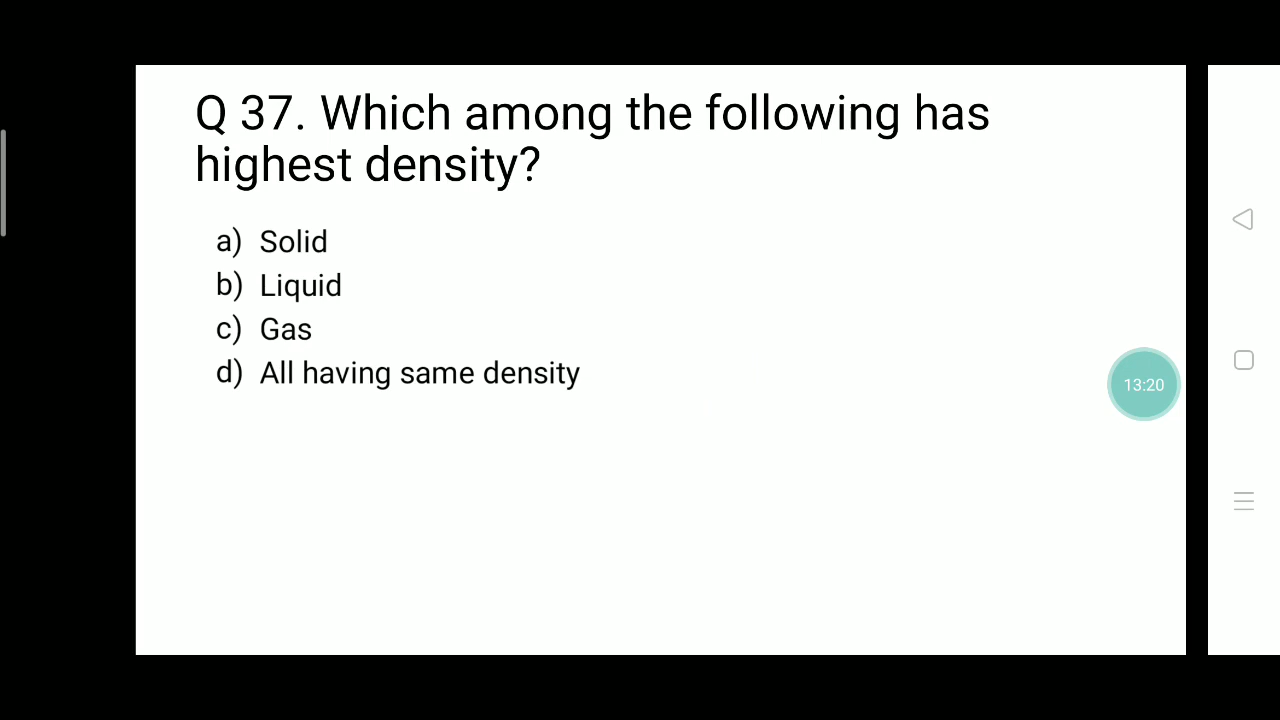 Q 37. Which among the following has
highest density?
a) Solid
b) Liquid
c) Gas
d) All having same density
13:20